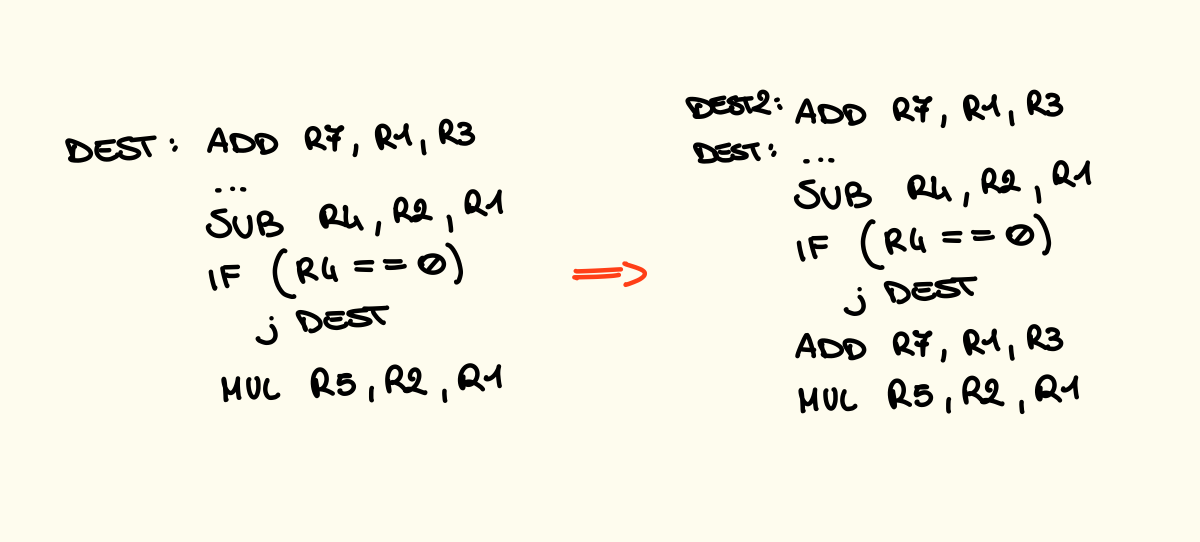 DEST: ADD R7, R1, R3
...
SUB R4, R2, R1
IF (R4 == 0)
j DEST
MUL R5, R2, R1
DEST2: ADD R7, R1, R3
DEST: ...
SUB R4, R2, R1
IF (R4 == 0)
j DEST
ADD R7, R1, R3
MUL R5, R2, R1